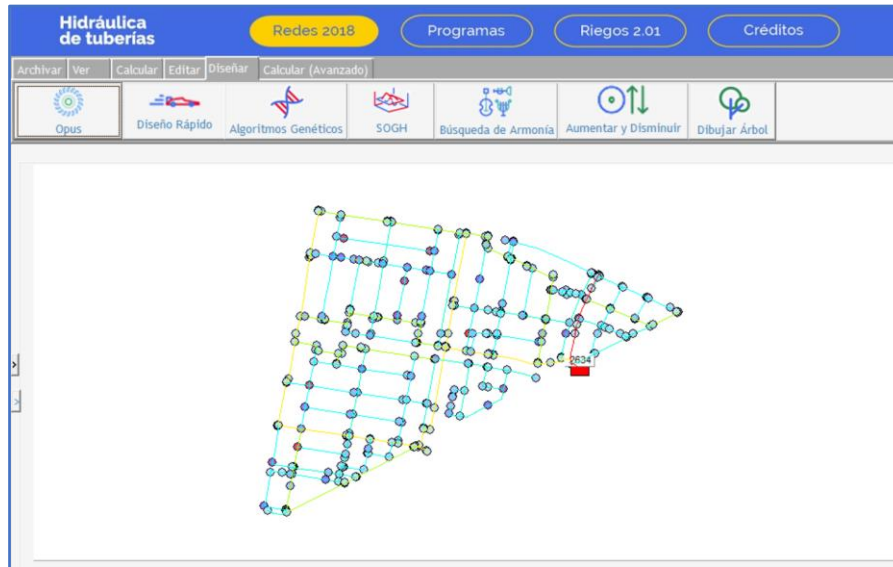 Hidráulica
de tuberías
Redes 2018
Programas
Riegos 2.01
Créditos
Archivar Ver Calcular Editar Diseñar Calcular (Avanzado)
Opus
Diseño Rápido
Algoritmos Genéticos
SOGH
Búsqueda de Armonía
Aumentar y Disminuir
Dibujar Árbol
2634